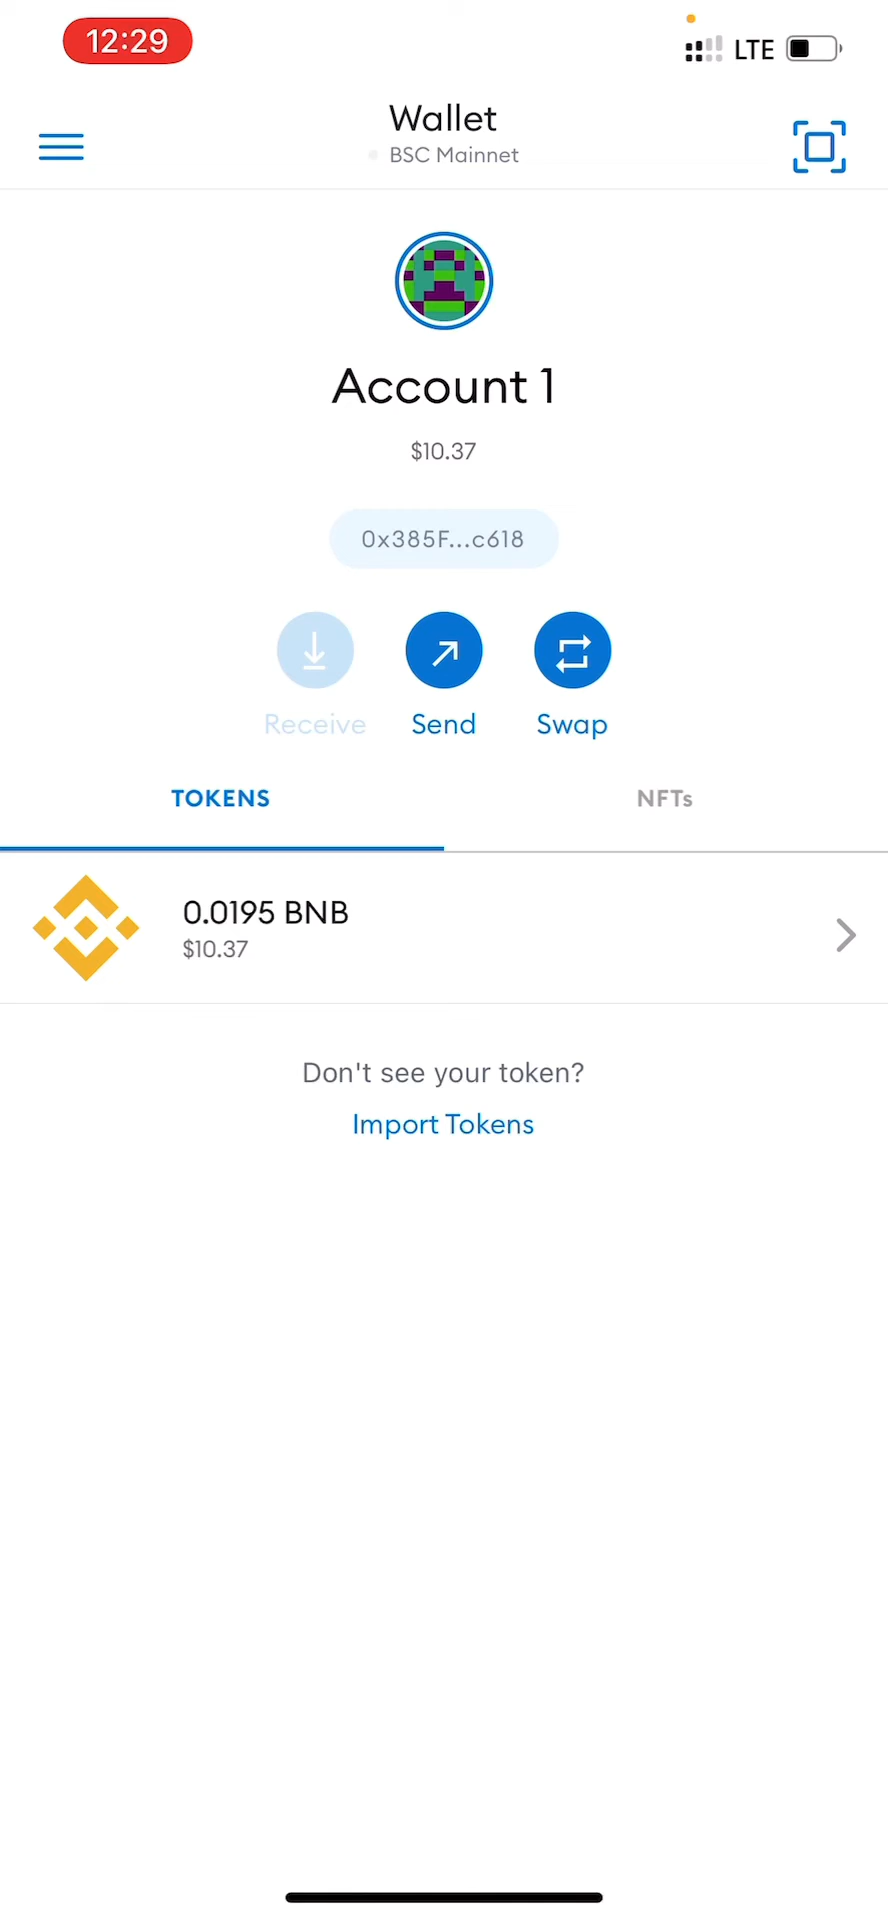 12:29
LTE
Wallet
BSC Mainnet
Account 1
$10.37
0x385F...c618
Receive
Send
Swap
TOKENS
NFTs
0.0195 BNB
$10.37
Don't see your token?
Import Tokens